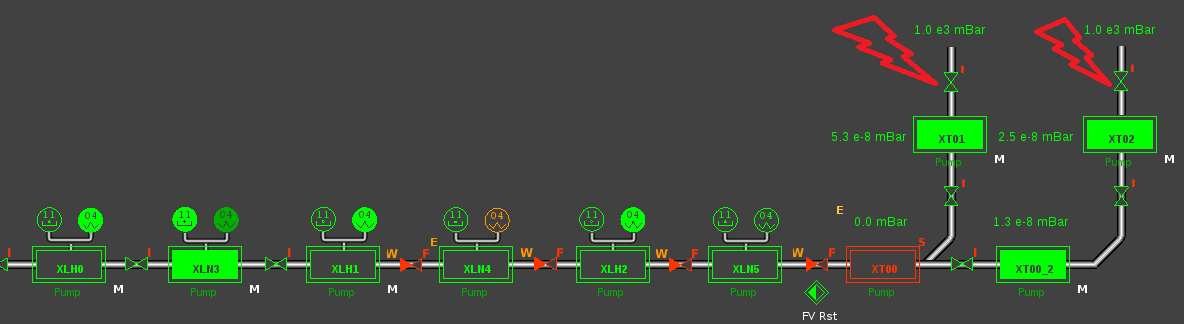 1.0 e3 mBar
1.0 e3 mBar
I
I
5.3 e-8 mBar
XT01
2.5 e-8 mBar
XT02
Pump
M
Pump
M
I
I
11
04
11
04
11
04
11
04
11
04
11
04
E
0.0 mBar
1.3 e-8 mBar
I
I
I
W
E
F
W
F
W
F
W
F
S
I
XLH0
XLN3
XLH1
XLN4
XLH2
XLN5
XT00
XT00_2
Pump
M
Pump
M
Pump
M
Pump
Pump
Pump
Pump
Pump
M
FV Rst